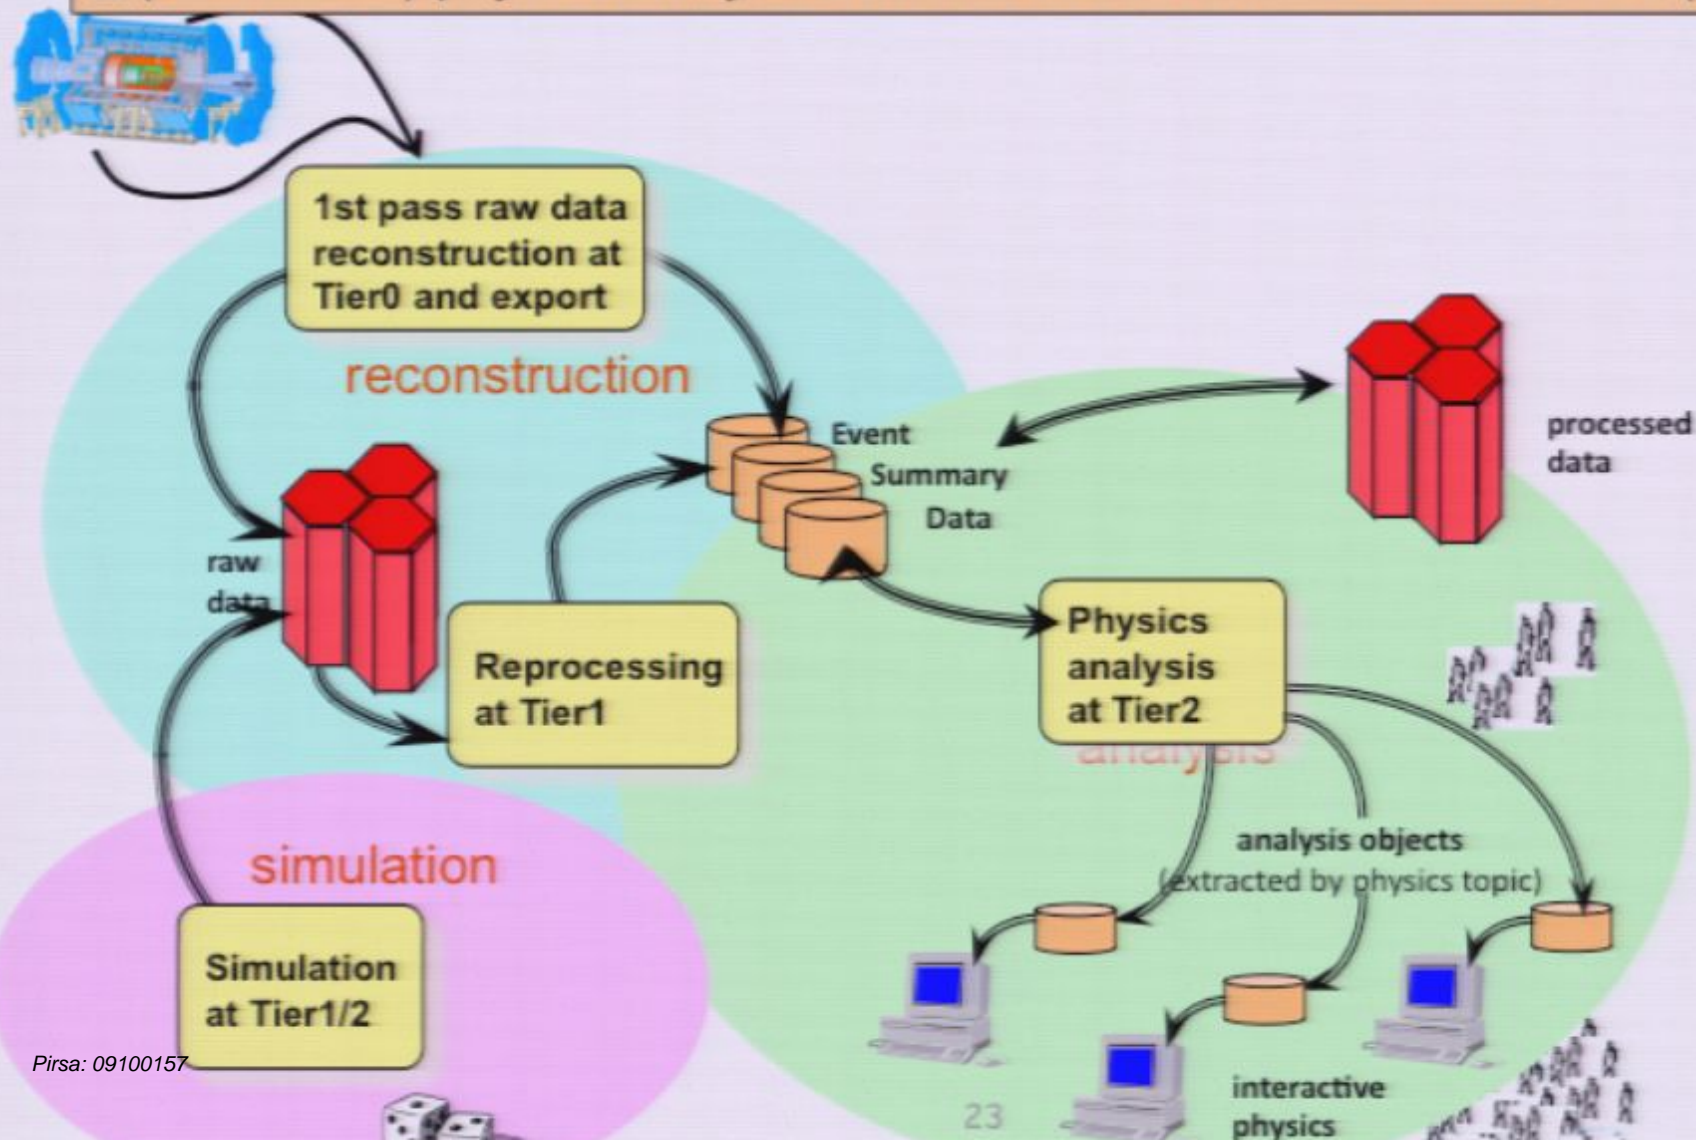 1st pass raw data
reconstruction at
Tier0 and export
reconstruction
Event
Summary
Data
processed
data
raw
data
Reprocessing
at Tier1
Physics
analysis
at Tier2
analysis
simulation
analysis objects
(extracted by physics topic)
Simulation
at Tier1/2
Pirsa: 09100157
interactive
physics
23